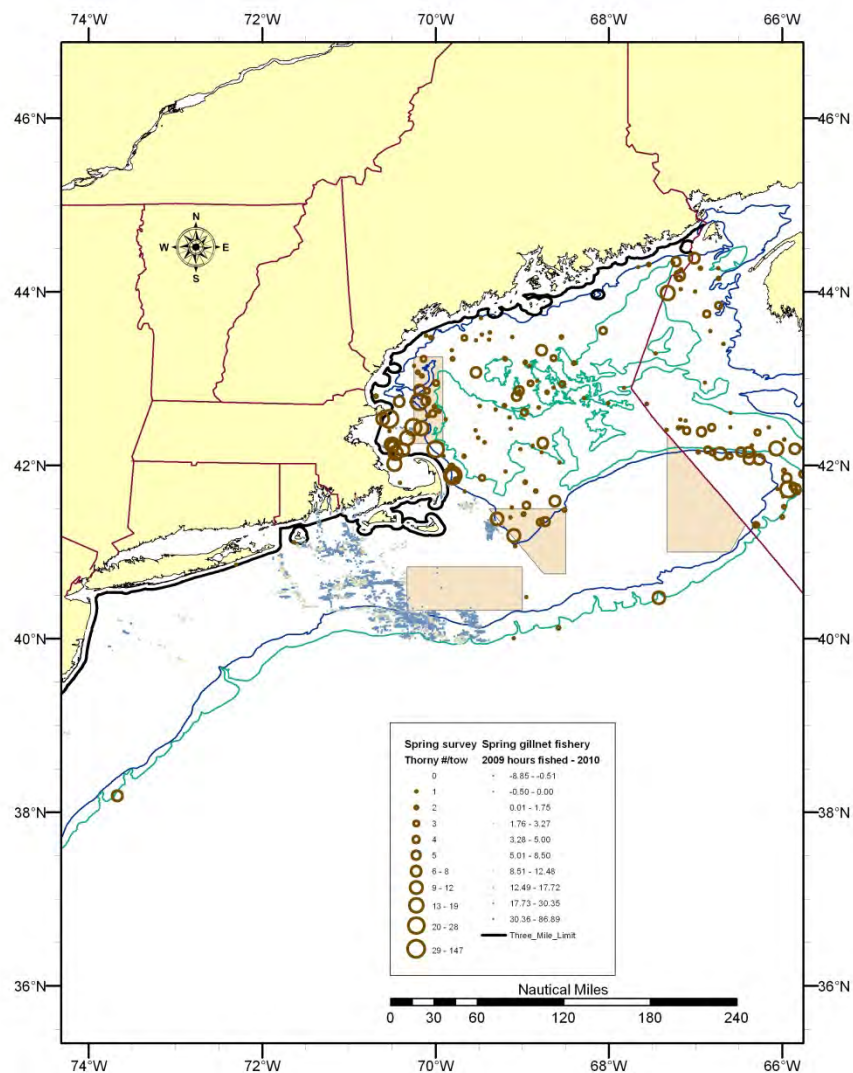 74°W 72°W 70°W 68°W 66°W
46°N 46°N
N
W E
S
44°N 44°N
42°N 42°N
40°N 40°N
38°N 38°N
36°N 36°N
Spring survey Spring gillnet fishery
Thorny #/tow 2009 hours fished - 2010
0 -8.85 - -0.51
1 -0.50 - 0.00
2 0.01 - 1.75
3 1.76 - 3.27
4 3.28 - 5.00
5 5.01 - 8.50
6 - 8 8.51 - 12.48
9 - 12 12.49 - 17.72
13 - 19 17.73 - 30.35
20 - 28 30.36 - 86.89
29 - 147 Three_Mile_Limit
Nautical Miles
0 15 30 60 120 180 240
74°W 72°W 70°W 68°W 66°W